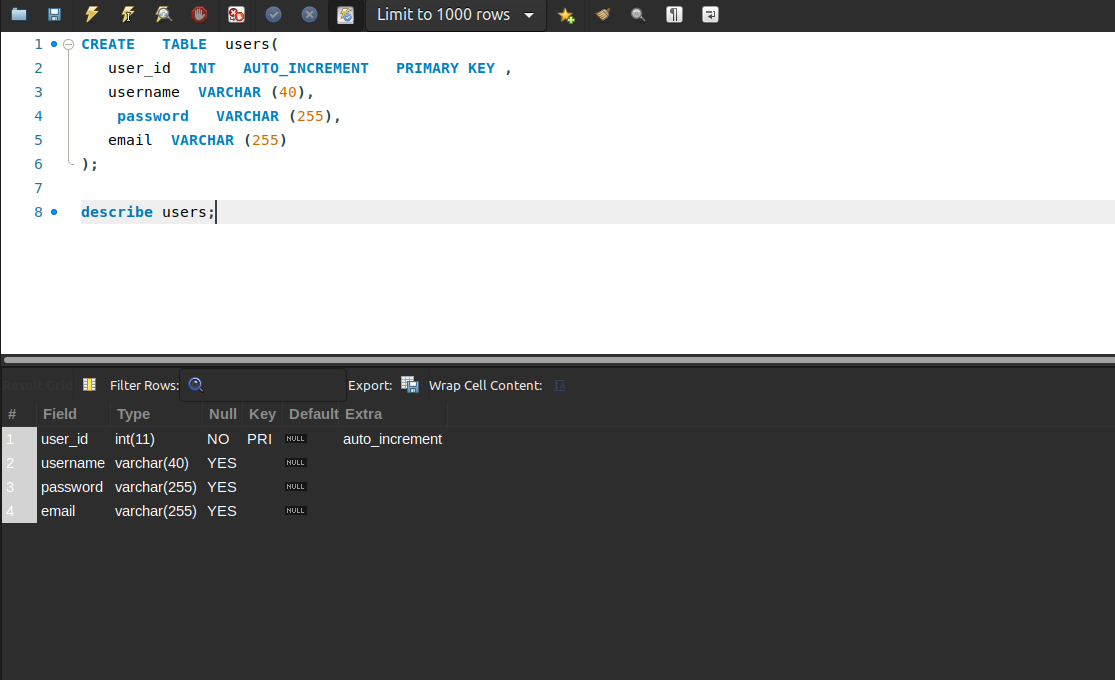 Limit to 1000 rows
1 CREATE TABLE users(
2 user_id INT AUTO_INCREMENT PRIMARY KEY ,
3 username VARCHAR (40),
4 password VARCHAR (255),
5 email VARCHAR (255)
6 );
7
8 describe users;
Result Grid Filter Rows: Export: Wrap Cell Content:
# Field Type Null Key Default Extra
1 user_id int(11) NO PRI NULL auto_increment
2 username varchar(40) YES NULL
3 password varchar(255) YES NULL
4 email varchar(255) YES NULL